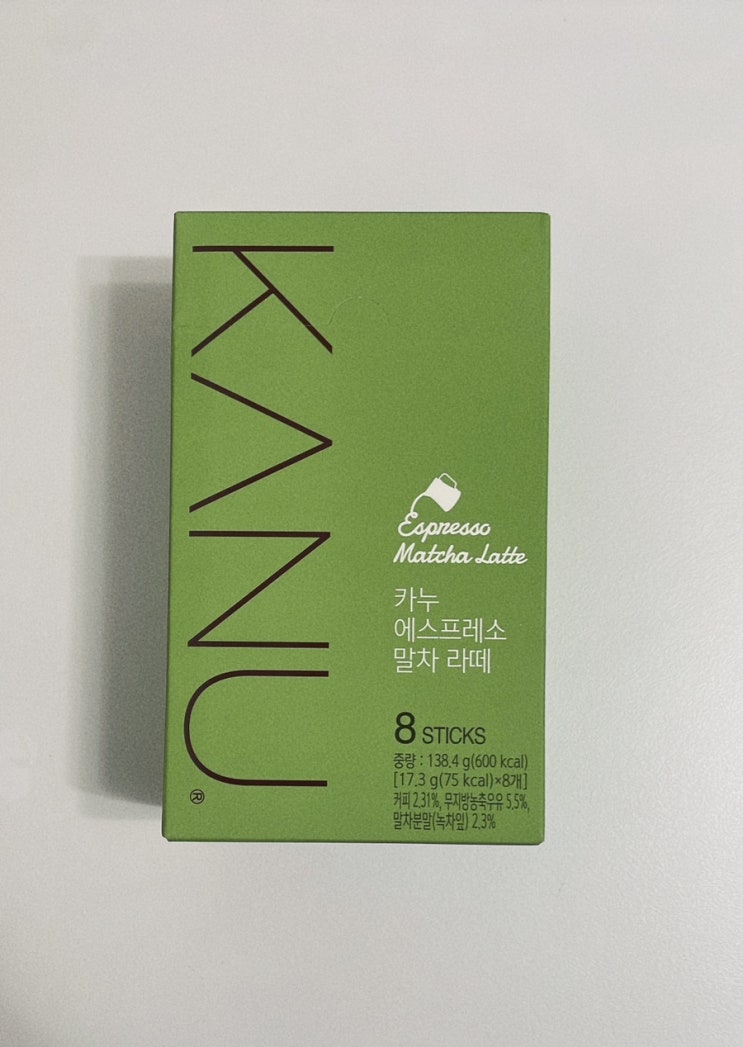 KANU®
Espresso
Matcha Latte
카누
에스프레소
말차 라떼
8 STICKS
중량 : 138.4 g(600 kcal)
[17.3 g(75 kcal)×8개]
커피 2.31%, 무지방농축우유 5.5%,
말차분말(녹차잎) 2.3%